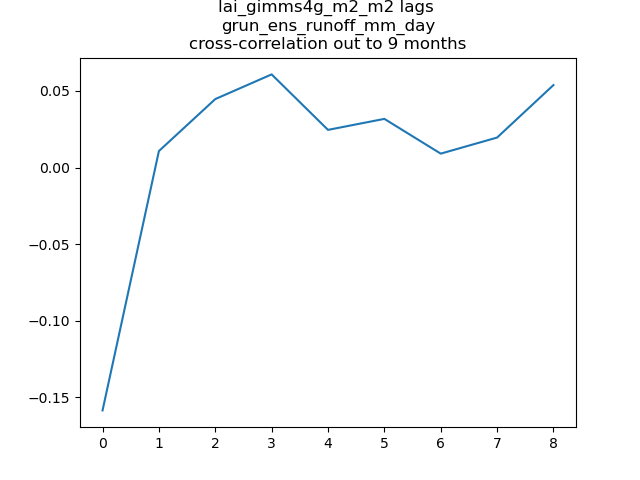 lai_gimms4g_m2_m2 lags
grun_ens_runoff_mm_day
cross-correlation out to 9 months
0.05
0.00
−0.05
−0.10
−0.15
0 1 2 3 4 5 6 7 8